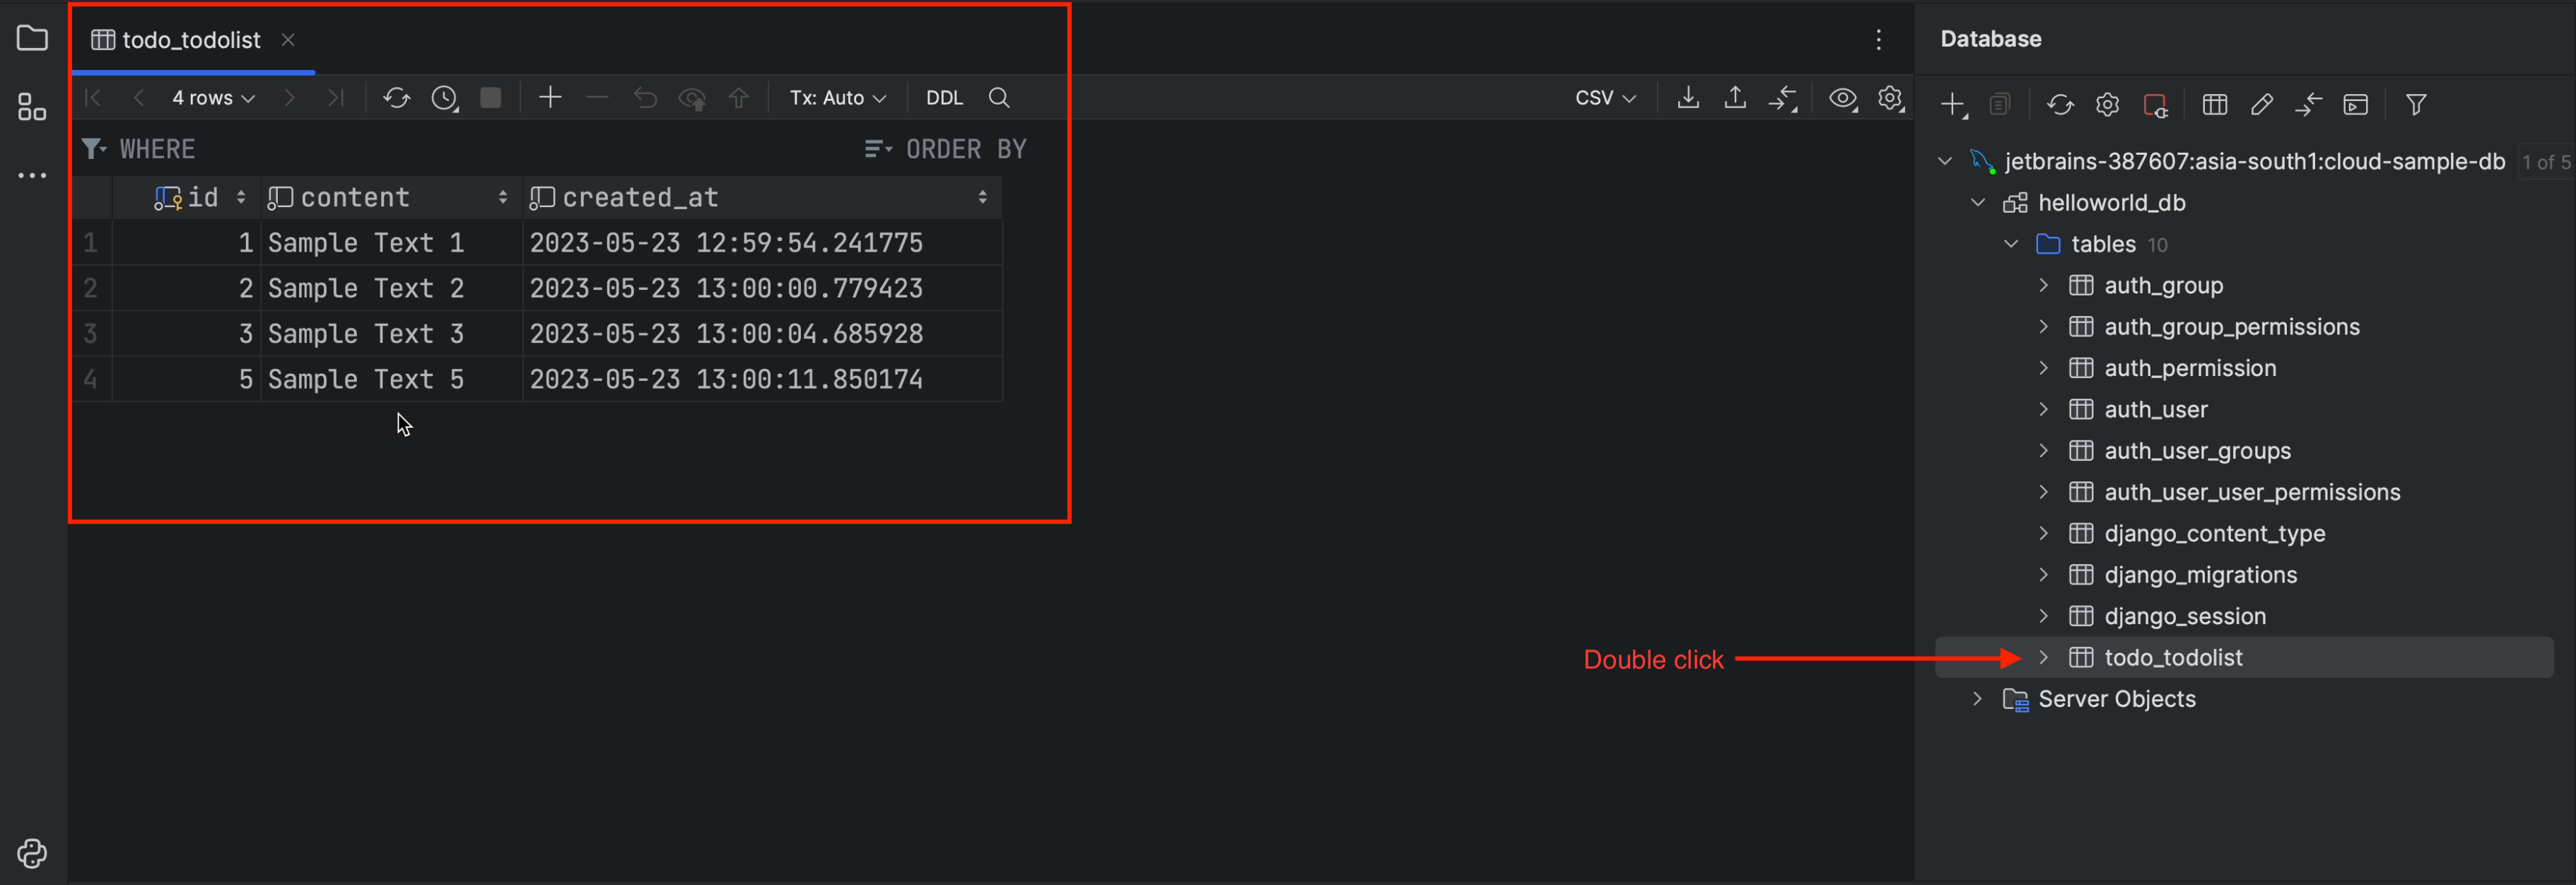 todo_todolist
4 rows
Tx: Auto
DDL
CSV
WHERE
ORDER BY
id content created_at
1 1 Sample Text 1 2023-05-23 12:59:54.241775
2 2 Sample Text 2 2023-05-23 13:00:00.779423
3 3 Sample Text 3 2023-05-23 13:00:04.685928
4 5 Sample Text 5 2023-05-23 13:00:11.850174
Double click
Database
jetbrains-387607:asia-south1:cloud-sample-db 1 of 5
helloworld_db
tables 10
auth_group
auth_group_permissions
auth_permission
auth_user
auth_user_groups
auth_user_user_permissions
django_content_type
django_migrations
django_session
todo_todolist
Server Objects